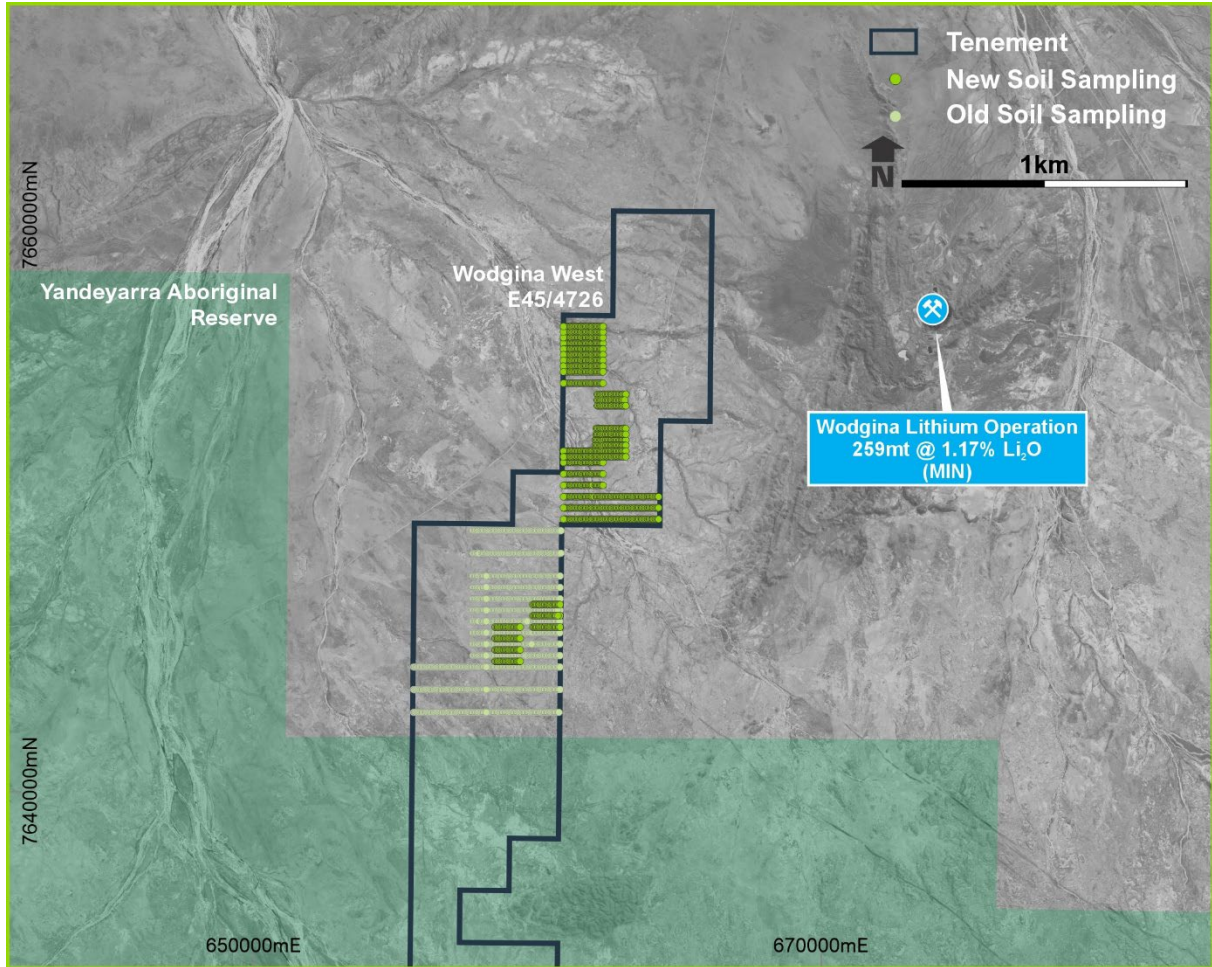 Tenement
New Soil Sampling
Old Soil Sampling
N
1km
7660000mN
Yandeyarra Aboriginal
Reserve
Wodgina West
E45/4726
Wodgina Lithium Operation
259mt @ 1.17% Li₂O
(MIN)
7640000mN
650000mE
670000mE